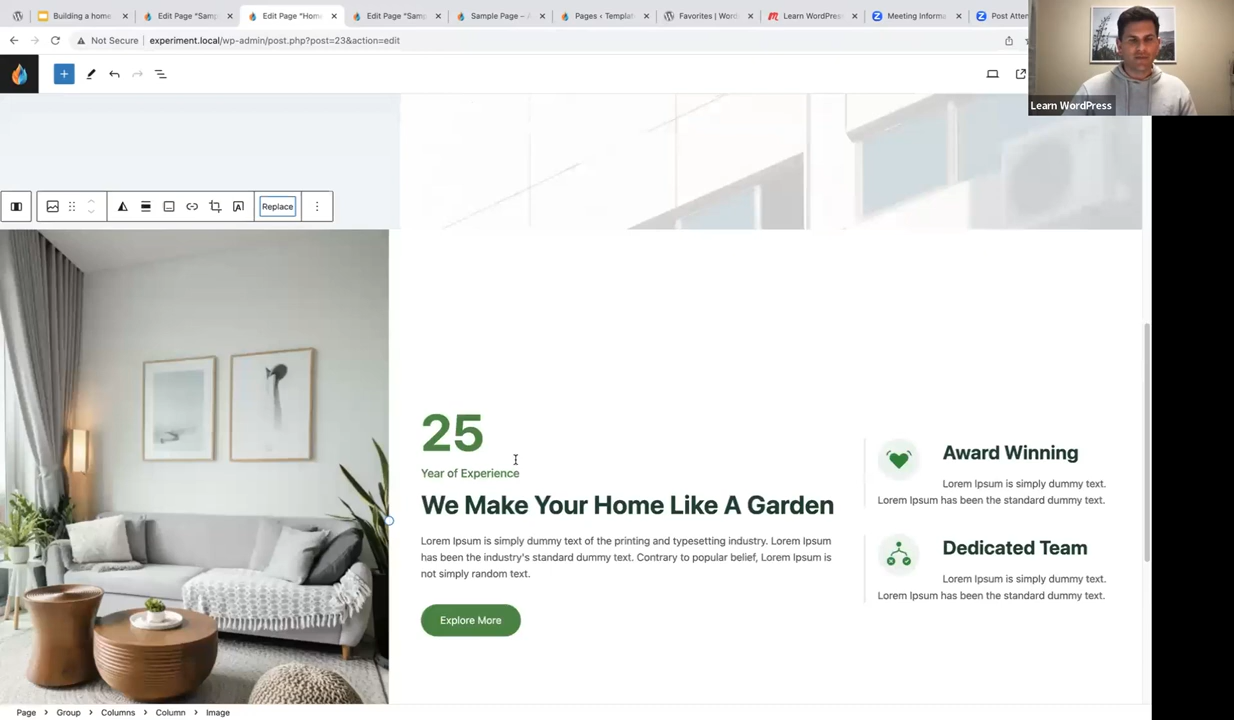 Building a home
Edit Page "Samp
Edit Page "Home
Edit Page "Samp
Sample Page –
Pages ‹ Templat
Favorites | Word
Learn WordPress
Meeting Informa
Post Atten
Not Secure
experiment.local/wp-admin/post.php?post=23&action=edit
Learn WordPress
Replace
25
Year of Experience
We Make Your Home Like A Garden
Lorem Ipsum is simply dummy text of the printing and typesetting industry. Lorem Ipsum
has been the industry's standard dummy text. Contrary to popular belief, Lorem Ipsum is
not simply random text.
Explore More
Award Winning
Lorem Ipsum is simply dummy text.
Lorem Ipsum has been the standard dummy text.
Dedicated Team
Lorem Ipsum is simply dummy text.
Lorem Ipsum has been the standard dummy text.
Page > Group > Columns > Column > Image